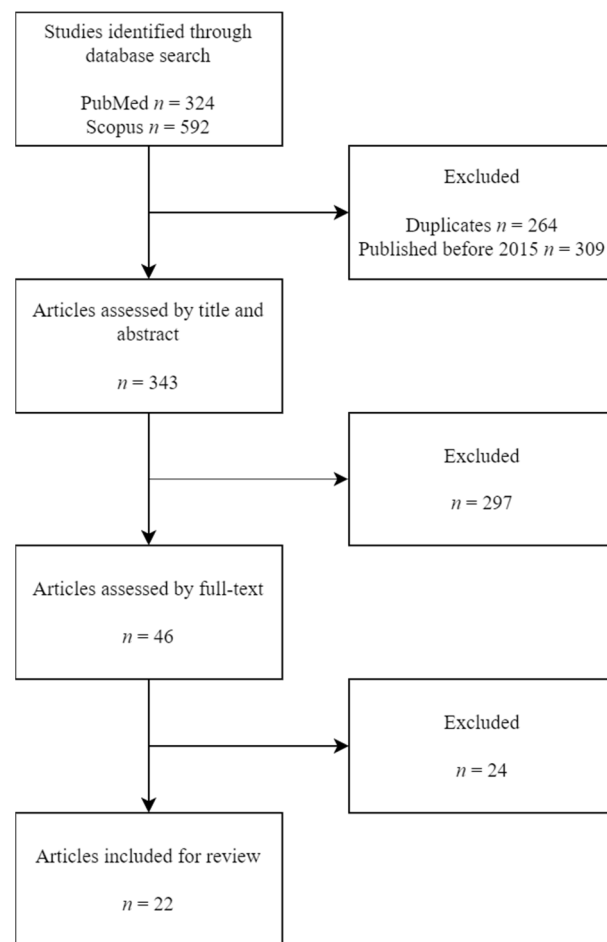 Studies identified through
database search
PubMed n = 324
Scopus n = 592
Excluded
Duplicates n = 264
Published before 2015 n = 309
Articles assessed by title and
abstract
n = 343
Excluded
n = 297
Articles assessed by full-text
n = 46
Excluded
n = 24
Articles included for review
n = 22